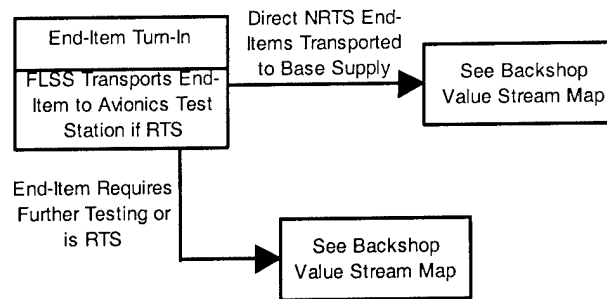 End-Item Turn-In
FLSS Transports End-
Item to Avionics Test
Station if RTS
Direct NRTS End-
Items Transported
to Base Supply
See Backshop
Value Stream Map
End-Item Requires
Further Testing or
is RTS
See Backshop
Value Stream Map